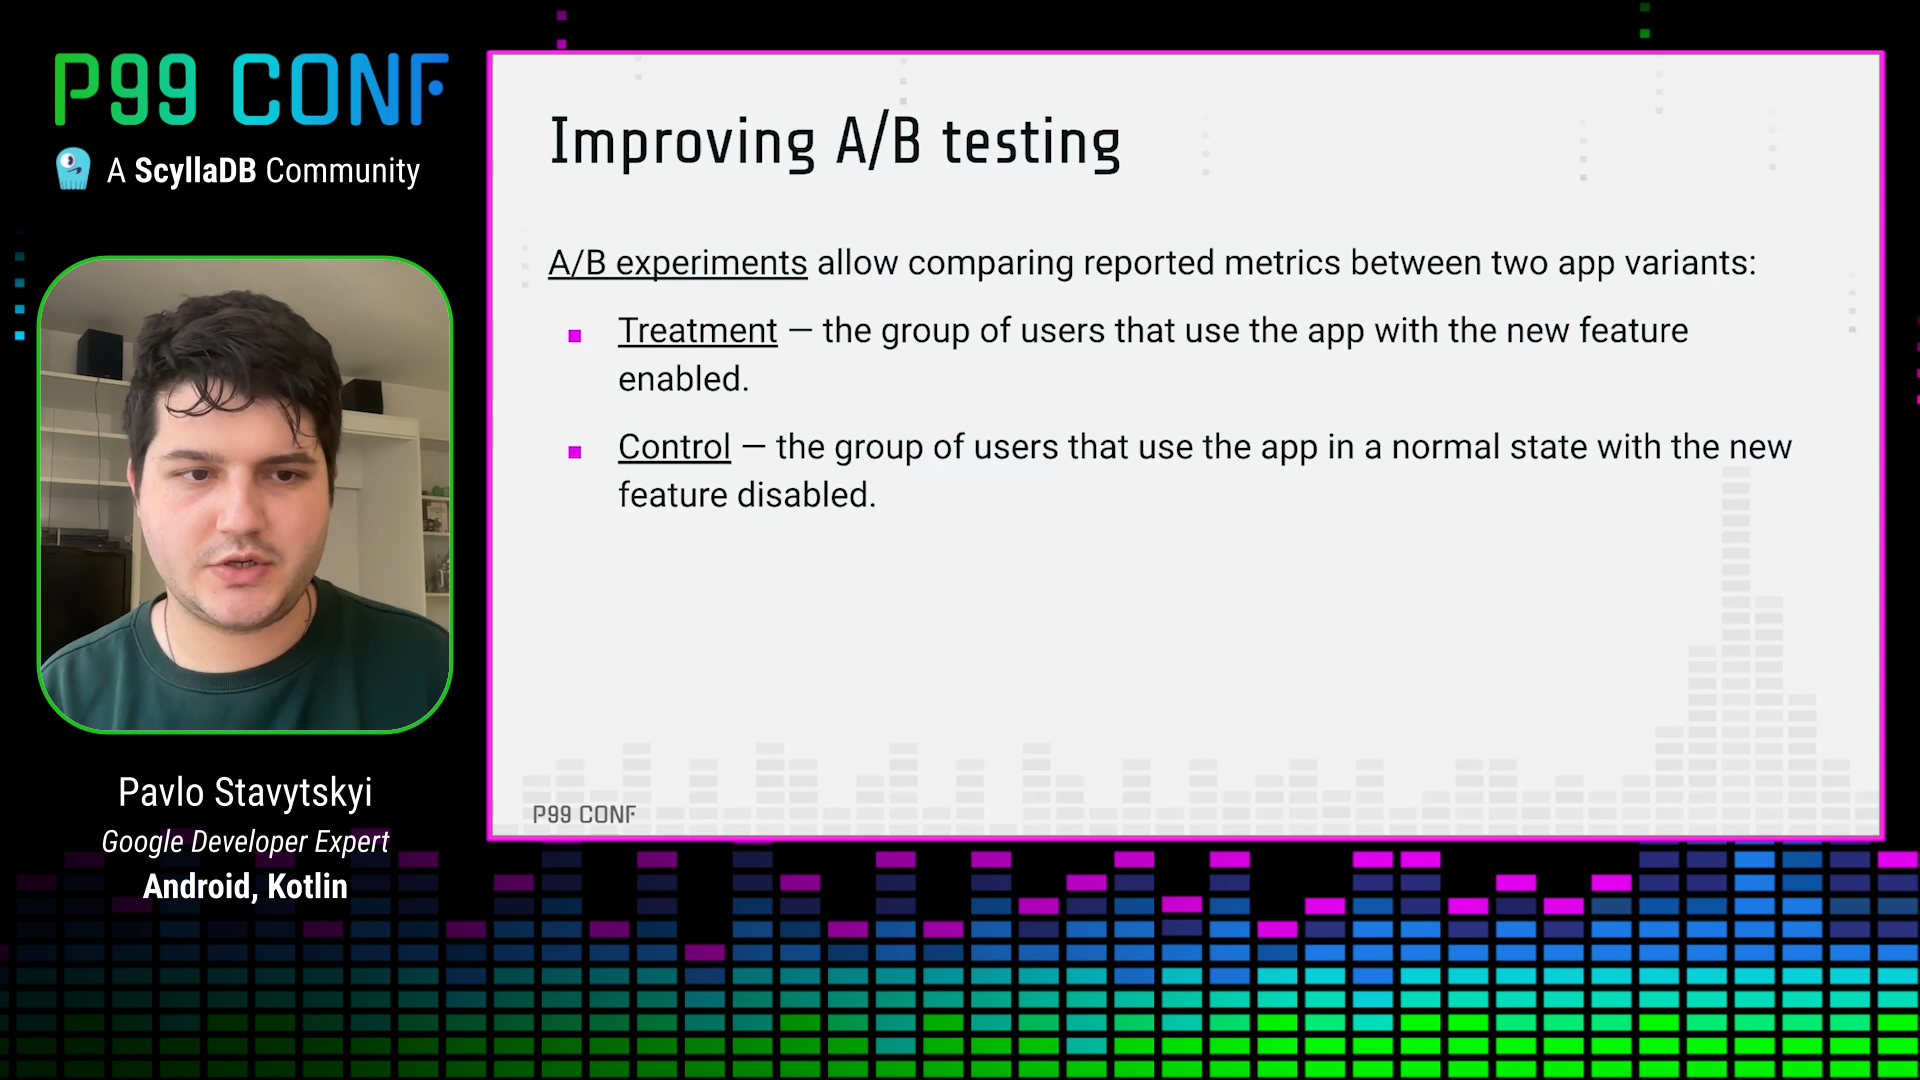 P99 CONF
A ScyllaDB Community
Pavlo Stavytskyi
Google Developer Expert
Android, Kotlin
Improving A/B testing
A/B experiments allow comparing reported metrics between two app variants:
Treatment — the group of users that use the app with the new feature
enabled.
Control — the group of users that use the app in a normal state with the new
feature disabled.
P99 CONF